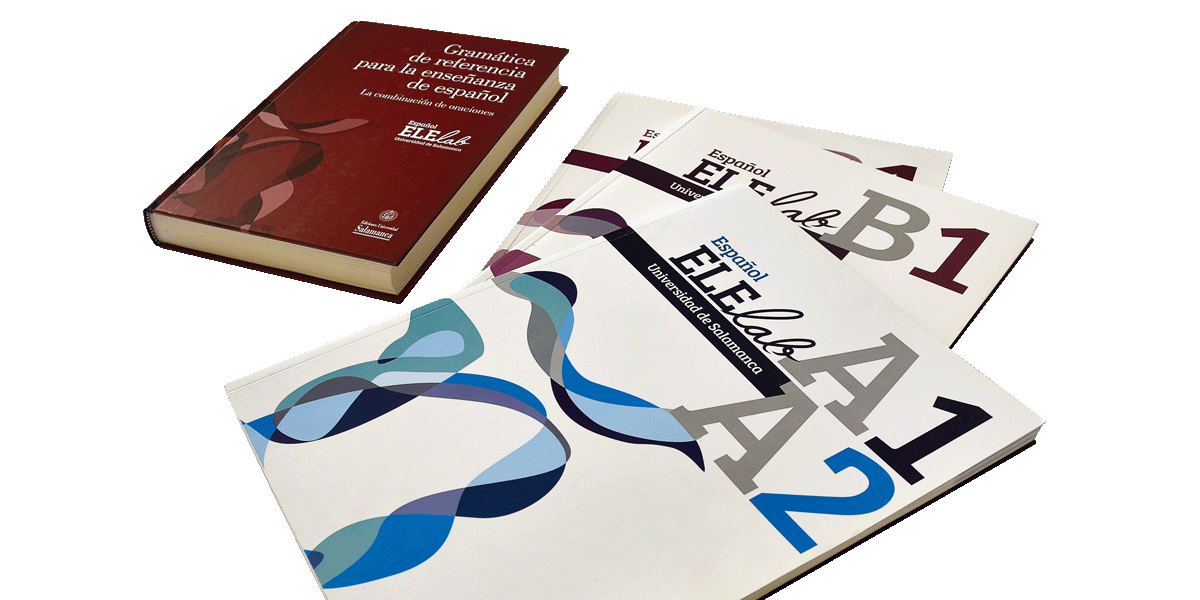 Gramática
de referencia
para la enseñanza
de español
La combinación de oraciones
Español
ELElab
Universidad de Salamanca
Ediciones Universidad
Salamanca
1
Español
ELElab
B1
Español
ELElab
Universidad de Salamanca
A1
A2